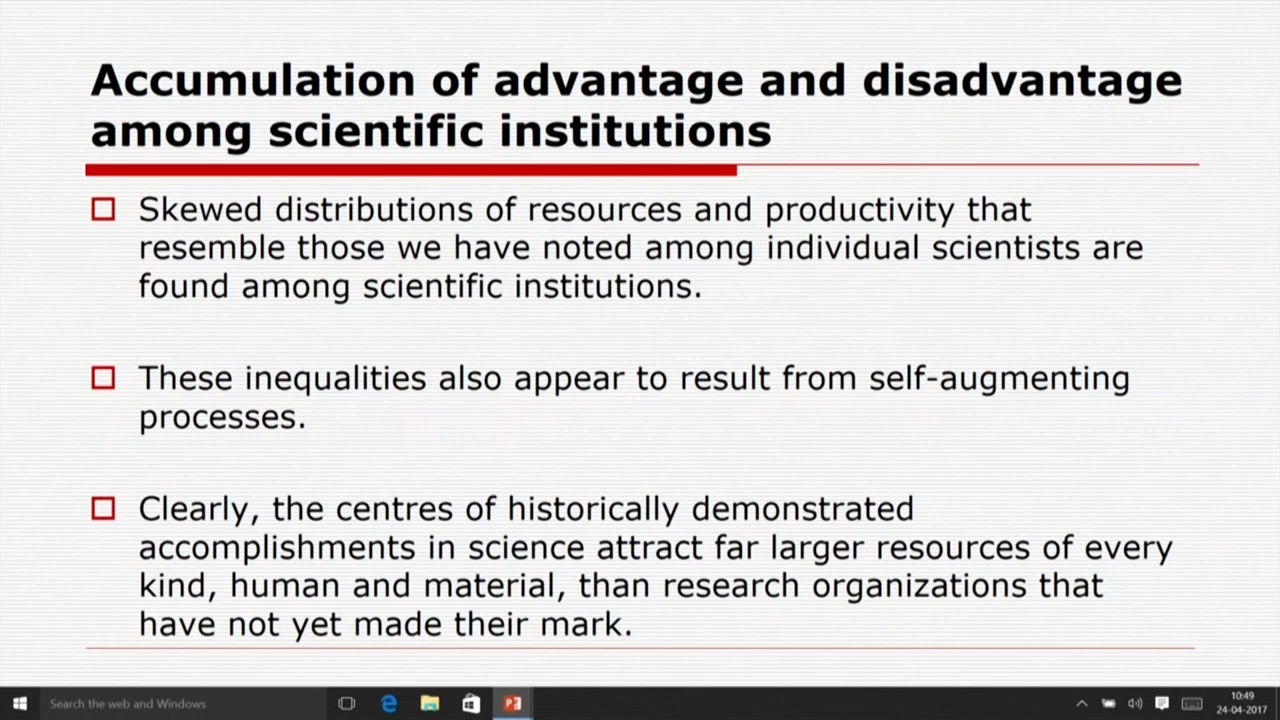 Accumulation of advantage and disadvantage
among scientific institutions
Skewed distributions of resources and productivity that
resemble those we have noted among individual scientists are
found among scientific institutions.
These inequalities also appear to result from self-augmenting
processes.
Clearly, the centres of historically demonstrated
accomplishments in science attract far larger resources of every
kind, human and material, than research organizations that
have not yet made their mark.
Search the web and Windows
10:49
24-04-2017